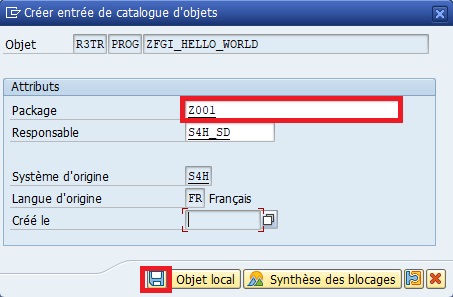 Créer entrée de catalogue d'objets
Objet R3TR PROG ZFGI_HELLO_WORLD
Attributs
Package Z001
Responsable S4H_SD
Système d'origine S4H
Langue d'origine FR Français
Créé le
Objet local Synthèse des blocages